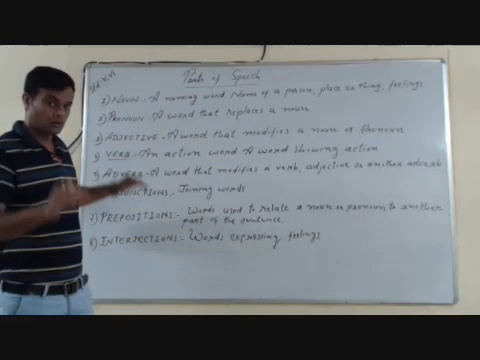 Std V, VI
Parts of Speech
1) NOUN - A naming word Name of a person, place or thing, feelings
2) PRONOUN - A word that replaces a noun
3) ADJECTIVE - A word that modifies a noun or Pronoun
4) VERB - An action word A word showing action
5) ADVERB - A word that modifies a verb, adjective or another adverb
JUNCTIONS - Joining words
7) PREPOSITIONS - Words used to relate a noun or pronoun to another
part of the sentence.
8) INTERJECTIONS - Words expressing feelings